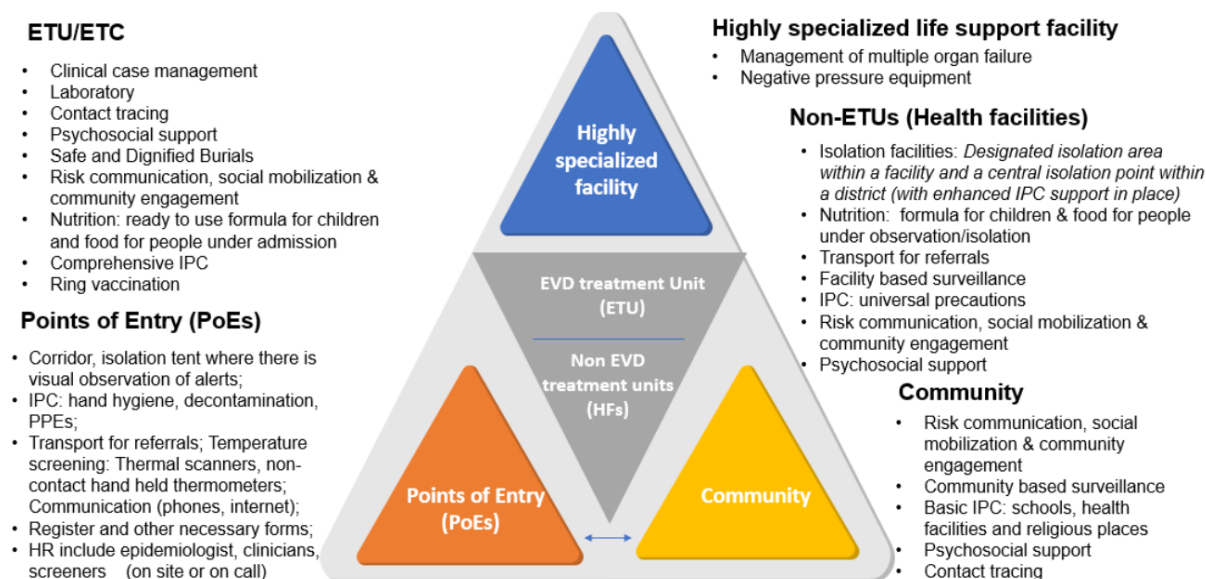 ETU/ETC
• Clinical case management
• Laboratory
• Contact tracing
• Psychosocial support
• Safe and Dignified Burials
• Risk communication, social mobilization &
community engagement
• Nutrition: ready to use formula for children
and food for people under admission
• Comprehensive IPC
• Ring vaccination
Points of Entry (PoEs)
• Corridor, isolation tent where there is
visual observation of alerts;
• IPC: hand hygiene, decontamination,
PPEs;
• Transport for referrals; Temperature
screening: Thermal scanners, non-
contact hand held thermometers;
Communication (phones, internet);
• Register and other necessary forms;
• HR include epidemiologist, clinicians,
screeners (on site or on call)
Highly
specialized
facility
EVD treatment Unit
(ETU)
Non EVD
treatment units
(HFs)
Points of Entry
(PoEs)
Community
Highly specialized life support facility
• Management of multiple organ failure
• Negative pressure equipment
Non-ETUs (Health facilities)
• Isolation facilities: Designated isolation area
within a facility and a central isolation point within
a district (with enhanced IPC support in place)
• Nutrition: formula for children & food for people
under observation/isolation
• Transport for referrals
• Facility based surveillance
• IPC: universal precautions
• Risk communication, social mobilization &
community engagement
• Psychosocial support
Community
• Risk communication, social
mobilization & community
engagement
• Community based surveillance
• Basic IPC: schools, health
facilities and religious places
• Psychosocial support
• Contact tracing